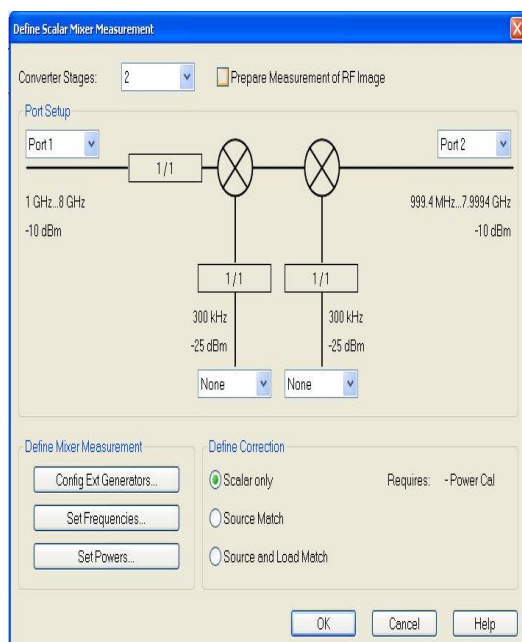 Define Scalar Mixer Measurement
Converter Stages: 2 Prepare Measurement of RF Image
Port Setup
Port 1 Port 2
1 / 1
1 GHz...8 GHz 999.4 MHz...7.9994 GHz
-10 dBm -10 dBm
1 / 1 1 / 1
300 kHz 300 kHz
-25 dBm -25 dBm
None None
Define Mixer Measurement Define Correction
Config Ext Generators... Scalar only Requires: - Power Cal
Set Frequencies... Source Match
Set Powers... Source and Load Match
OK Cancel Help